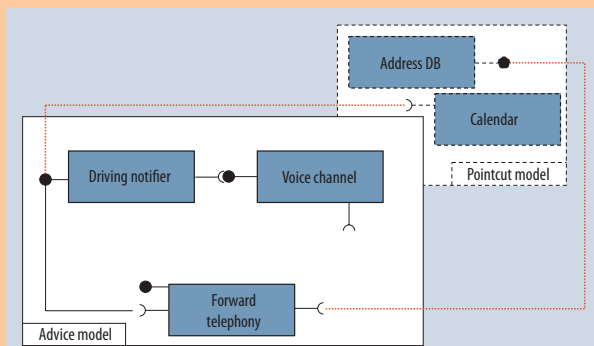 Address DB
Calendar
Pointcut model
Driving notifier
Voice channel
Forward
telephony
Advice model